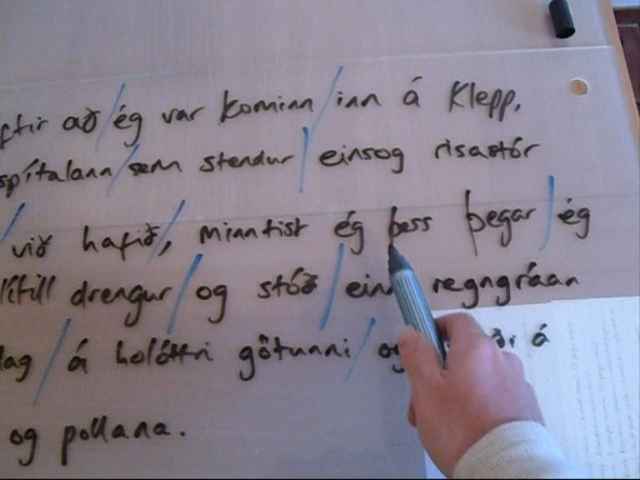 ftir að / ég var kominn / inn á Klepp,
spítalann / sem stendur / einsog risastór
/ við hafið, / minntist ég þess þegar / ég
lítill drengur / og stóð / einn regngráan
dag / á holóttri götunni / og á
og pollana.